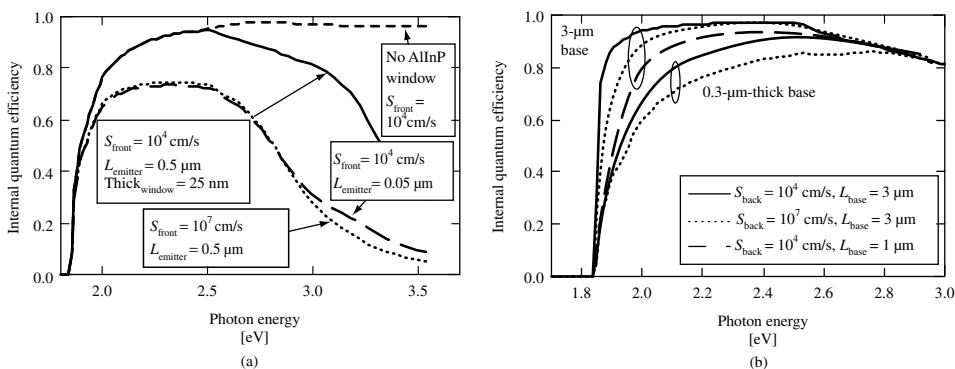 1.0
0.8
0.6
0.4
0.2
0.0
Internal quantum efficiency
2.0
2.5
3.0
3.5
Photon energy
[eV]
(a)
No AlInP
window
S_front =
10^4 cm/s
S_front = 10^4 cm/s
L_emitter = 0.5 µm
Thick_window = 25 nm
S_front = 10^4 cm/s
L_emitter = 0.05 µm
S_front = 10^7 cm/s
L_emitter = 0.5 µm
1.0
0.8
0.6
0.4
0.2
0.0
Internal quantum efficiency
3-µm
base
0.3-µm-thick base
S_back = 10^4 cm/s, L_base = 3 µm
S_back = 10^7 cm/s, L_base = 3 µm
S_back = 10^4 cm/s, L_base = 1 µm
1.8
2.0
2.2
2.4
2.6
2.8
3.0
Photon energy
[eV]
(b)